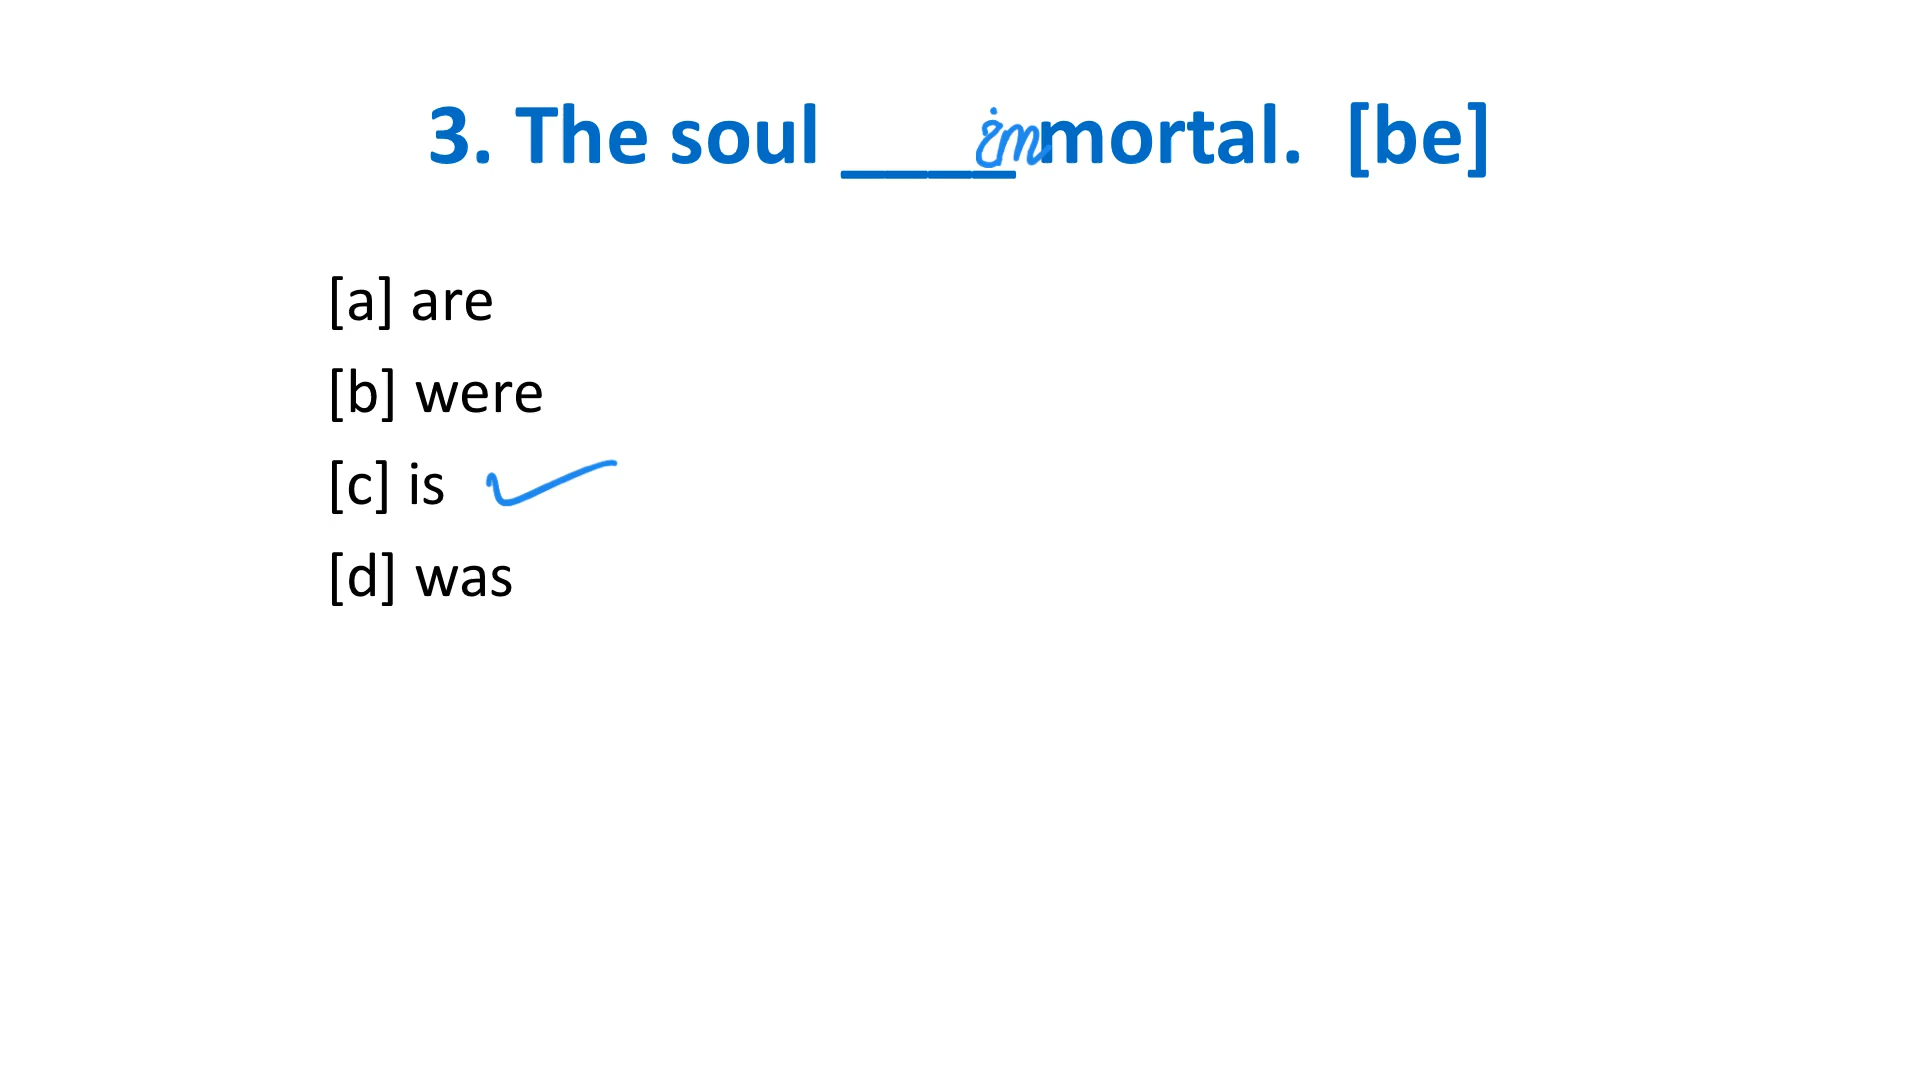 3. The soul ____ immortal. [be]
[a] are
[b] were
[c] is
[d] was